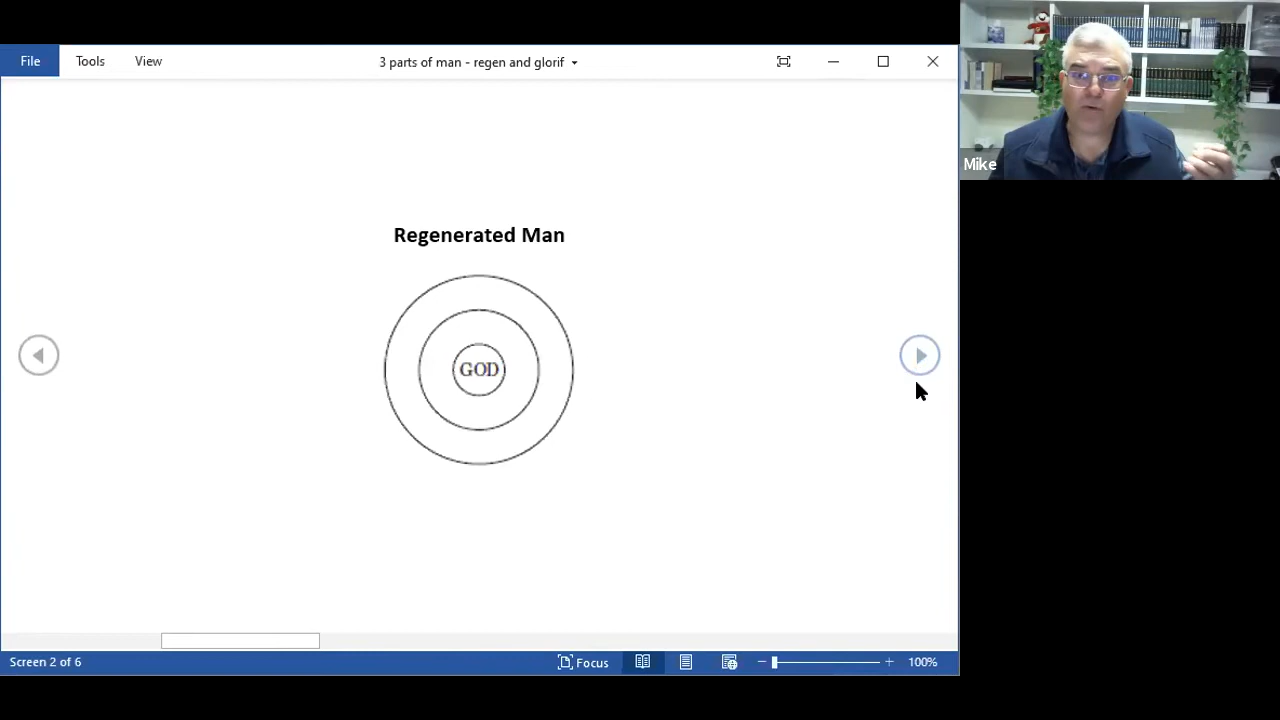 File Tools View 3 parts of man - regen and glorif
Mike
Regenerated Man
GOD
Screen 2 of 6 Focus 100%